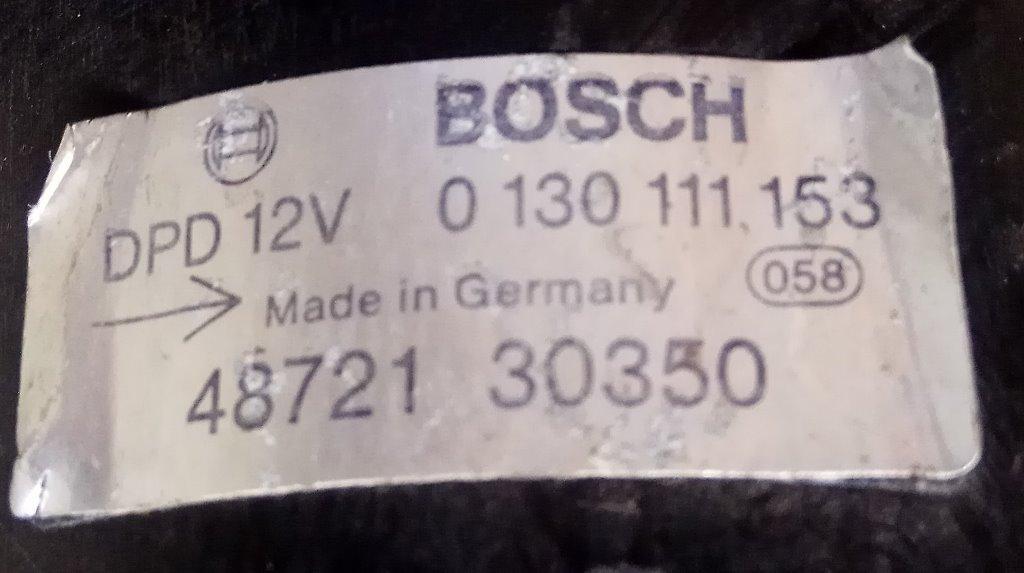 BOSCH
DPD 12V 0 130 111 153
Made in Germany 058
48721 30350